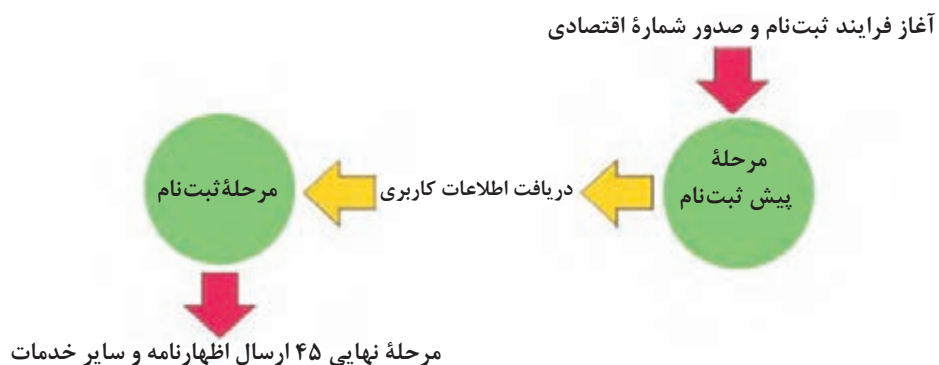 آغاز فرایند ثبت‌نام و صدور شمارهٔ اقتصادی
مرحلهٔ
پیش ثبت‌نام
دریافت اطلاعات کاربری
مرحلهٔ ثبت‌نام
مرحلهٔ نهایی ۴۵ ارسال اظهارنامه و سایر خدمات